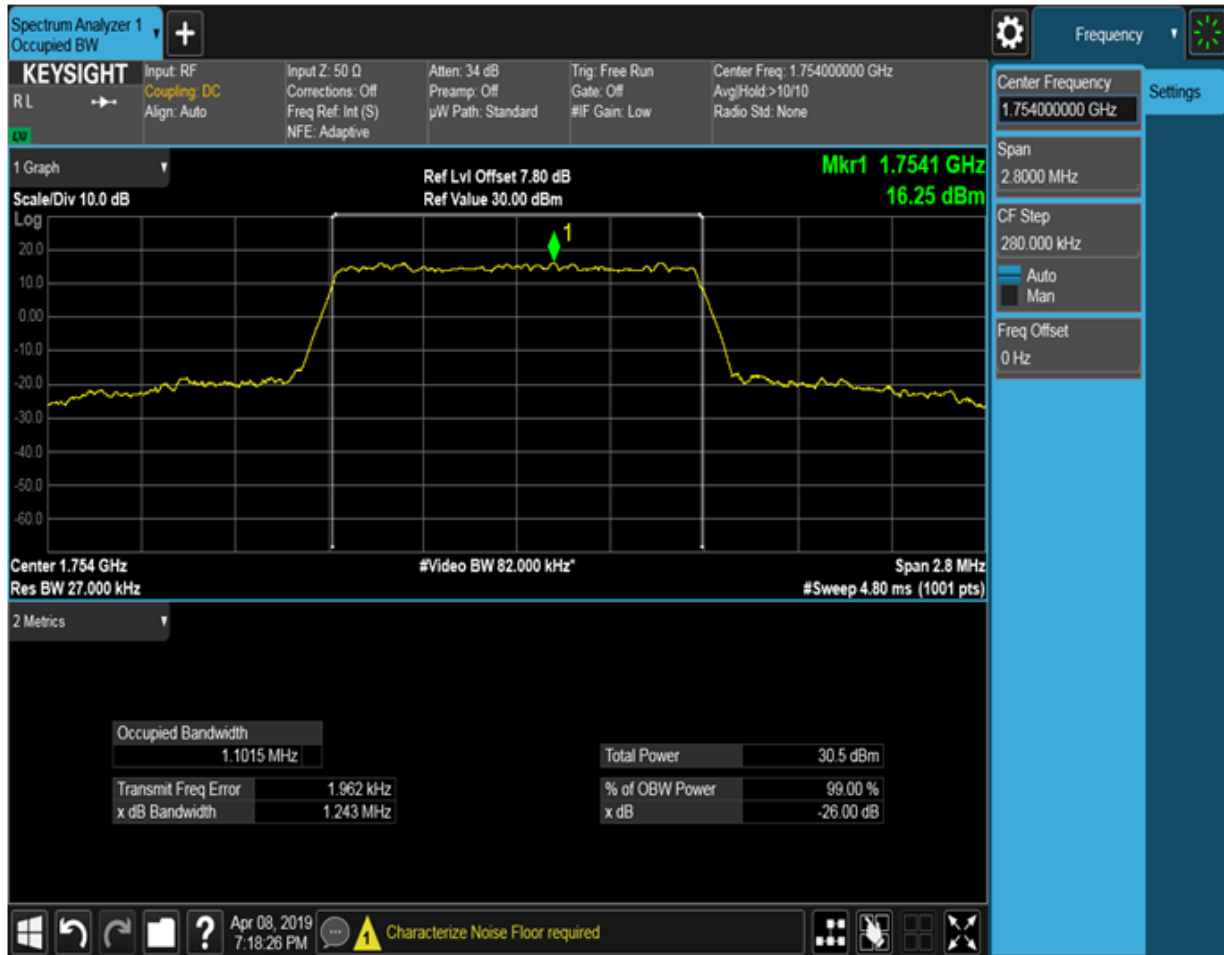 Spectrum Analyzer 1
Occupied BW
+
Frequency
KEYSIGHT
R L
LXI
Input: RF
Coupling: DC
Align: Auto
Input Z: 50 Ω
Corrections: Off
Freq Ref: Int (S)
NFE: Adaptive
Atten: 34 dB
Preamp: Off
µW Path: Standard
Trig: Free Run
Gate: Off
#IF Gain: Low
Center Freq: 1.754000000 GHz
Avg|Hold:>10/10
Radio Std: None
Center Frequency
1.754000000 GHz
Settings
Span
2.8000 MHz
CF Step
280.000 kHz
Auto
Man
Freq Offset
0 Hz
1 Graph
Scale/Div 10.0 dB
Ref Lvl Offset 7.80 dB
Ref Value 30.00 dBm
Mkr1 1.7541 GHz
16.25 dBm
Log
1
20.0
10.0
0.00
-10.0
-20.0
-30.0
-40.0
-50.0
-60.0
Center 1.754 GHz
#Video BW 82.000 kHz*
Span 2.8 MHz
Res BW 27.000 kHz
#Sweep 4.80 ms (1001 pts)
2 Metrics
Occupied Bandwidth
1.1015 MHz
Total Power 30.5 dBm
Transmit Freq Error 1.962 kHz
% of OBW Power 99.00 %
x dB Bandwidth 1.243 MHz
x dB -26.00 dB
?
Apr 08, 2019
7:18:26 PM
1
Characterize Noise Floor required